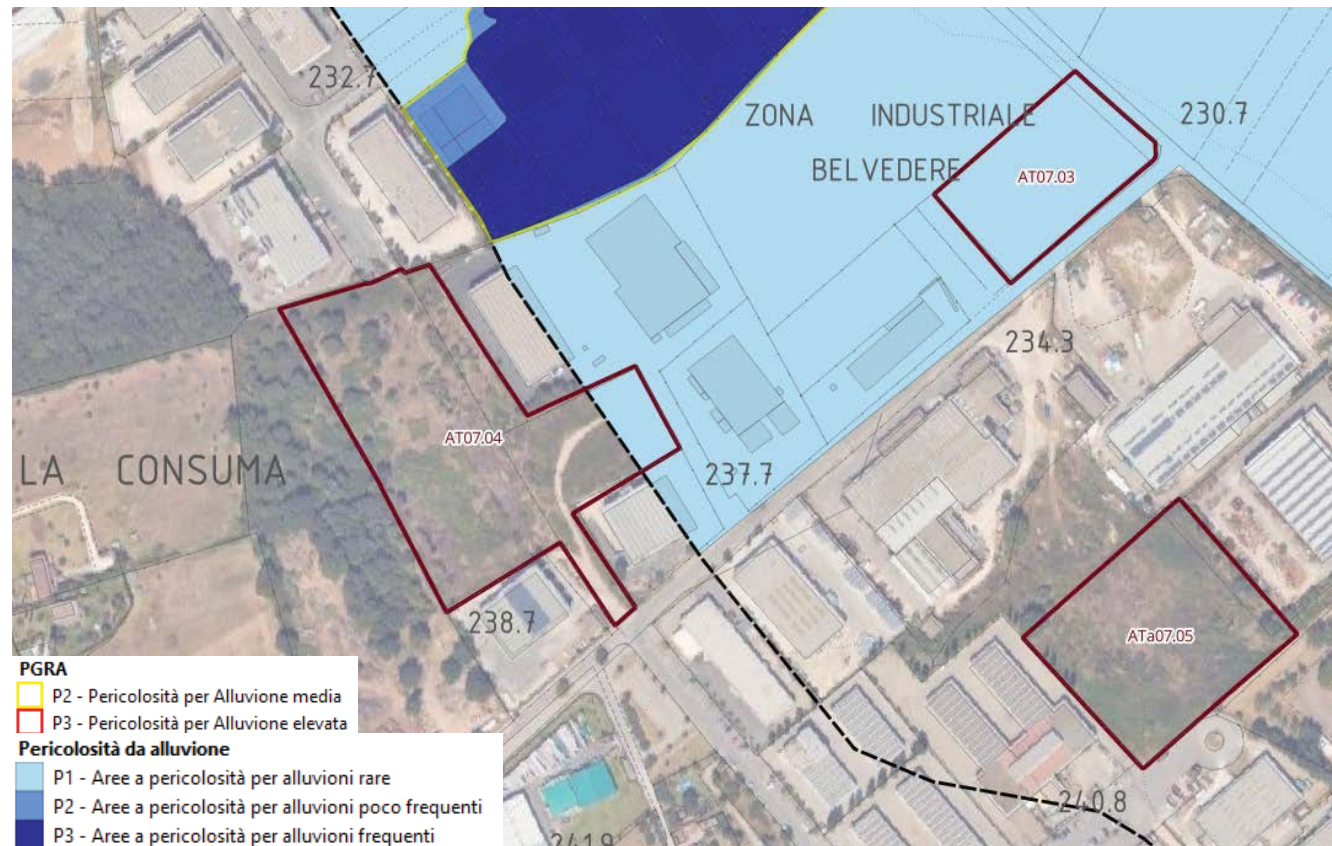 232.7
ZONA INDUSTRIALE
230.7
BELVEDERE
AT07.03
234.3
AT07.04
LA CONSUMA
237.7
238.7
ATa07.05
PGRA
P2 - Pericolosità per Alluvione media
P3 - Pericolosità per Alluvione elevata
Pericolosità da alluvione
P1 - Aree a pericolosità per alluvioni rare
P2 - Aree a pericolosità per alluvioni poco frequenti
P3 - Aree a pericolosità per alluvioni frequenti
240.8
241.9